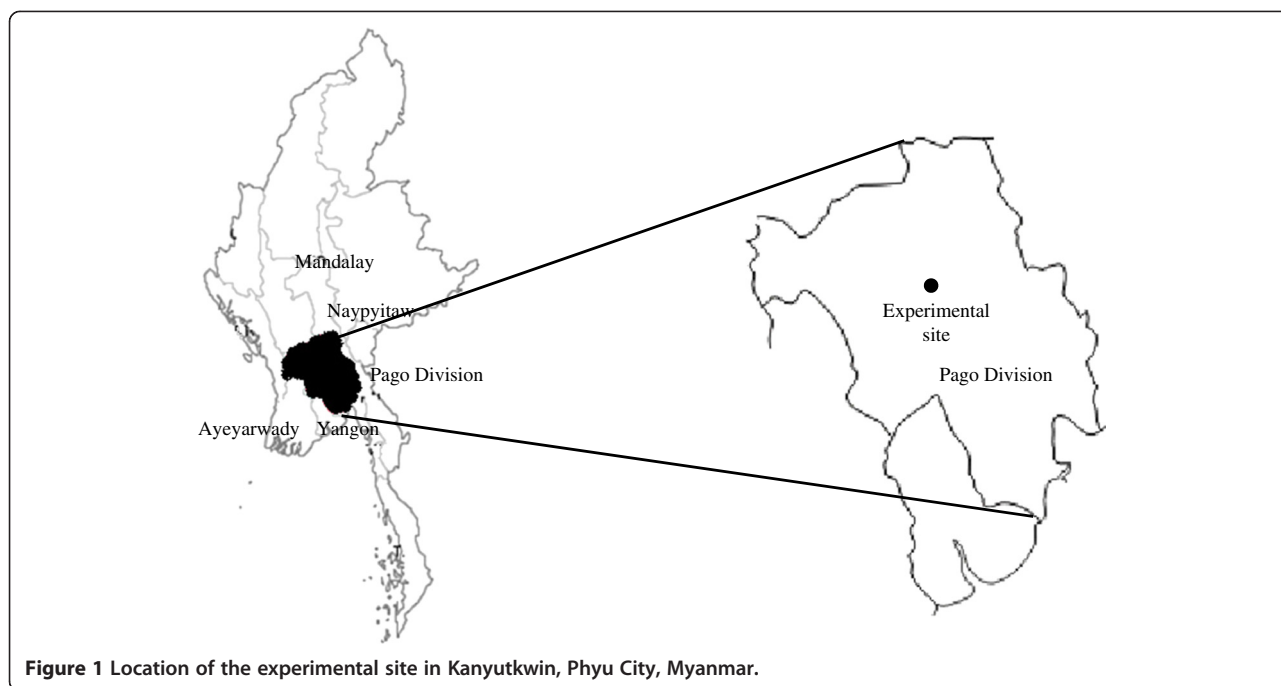 Mandalay
Naypyitaw
Pago Division
Ayeyarwady Yangon
Experimental
site
Pago Division
Figure 1 Location of the experimental site in Kanyutkwin, Phyu City, Myanmar.